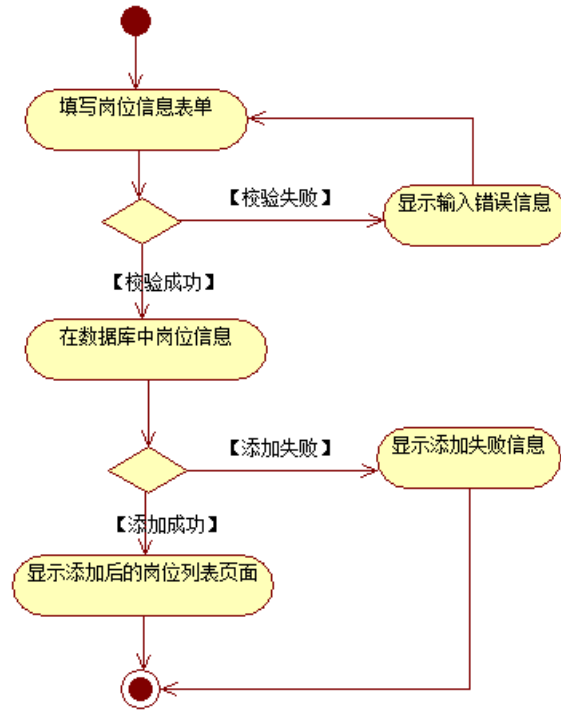 填写岗位信息表单
【校验失败】
显示输入错误信息
【校验成功】
在数据库中岗位信息
【添加失败】
显示添加失败信息
【添加成功】
显示添加后的岗位列表页面